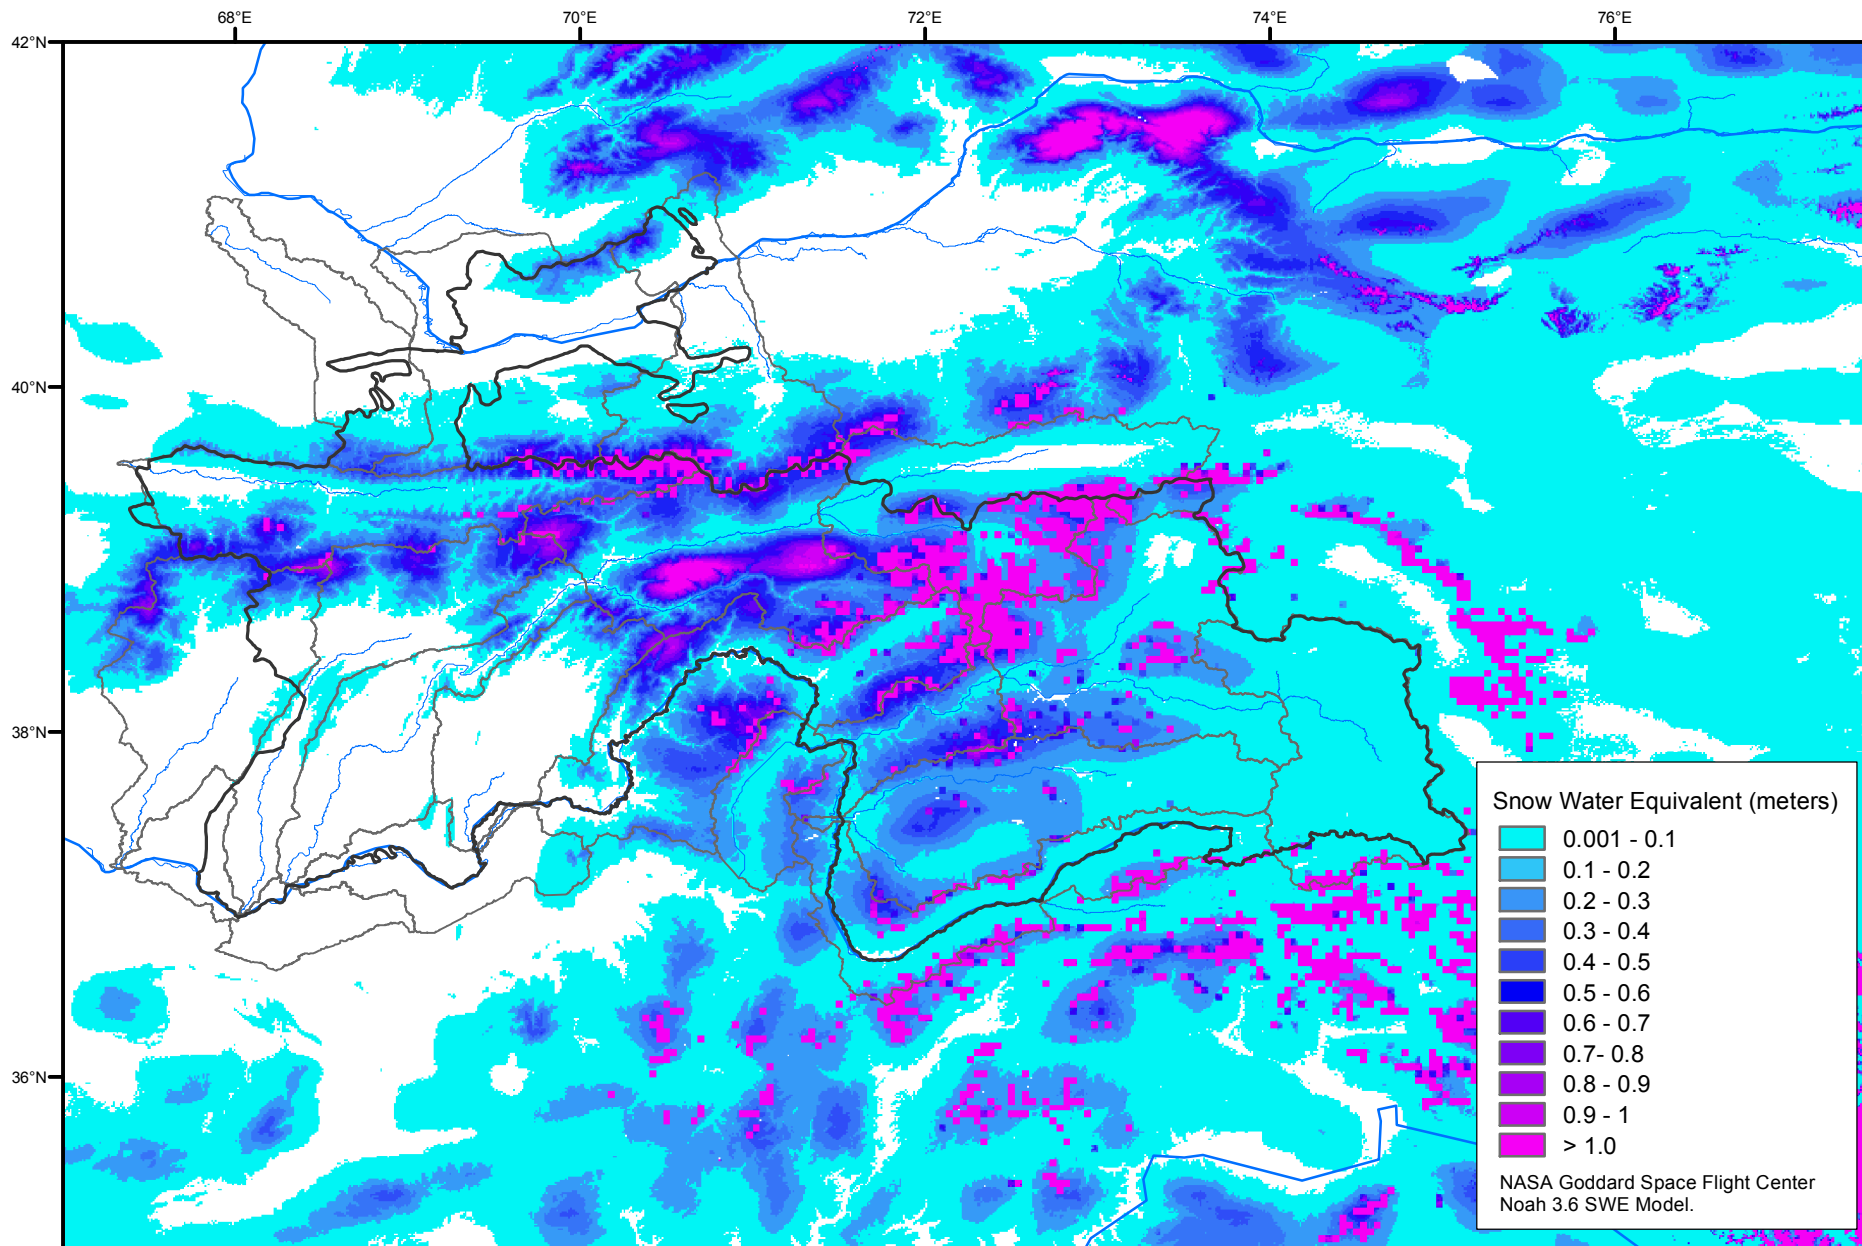 68°E
70°E
72°E
74°E
76°E
42°N
40°N
38°N
36°N
Snow Water Equivalent (meters)
0.001 - 0.1
0.1 - 0.2
0.2 - 0.3
0.3 - 0.4
0.4 - 0.5
0.5 - 0.6
0.6 - 0.7
0.7- 0.8
0.8 - 0.9
0.9 - 1
> 1.0
NASA Goddard Space Flight Center
Noah 3.6 SWE Model.